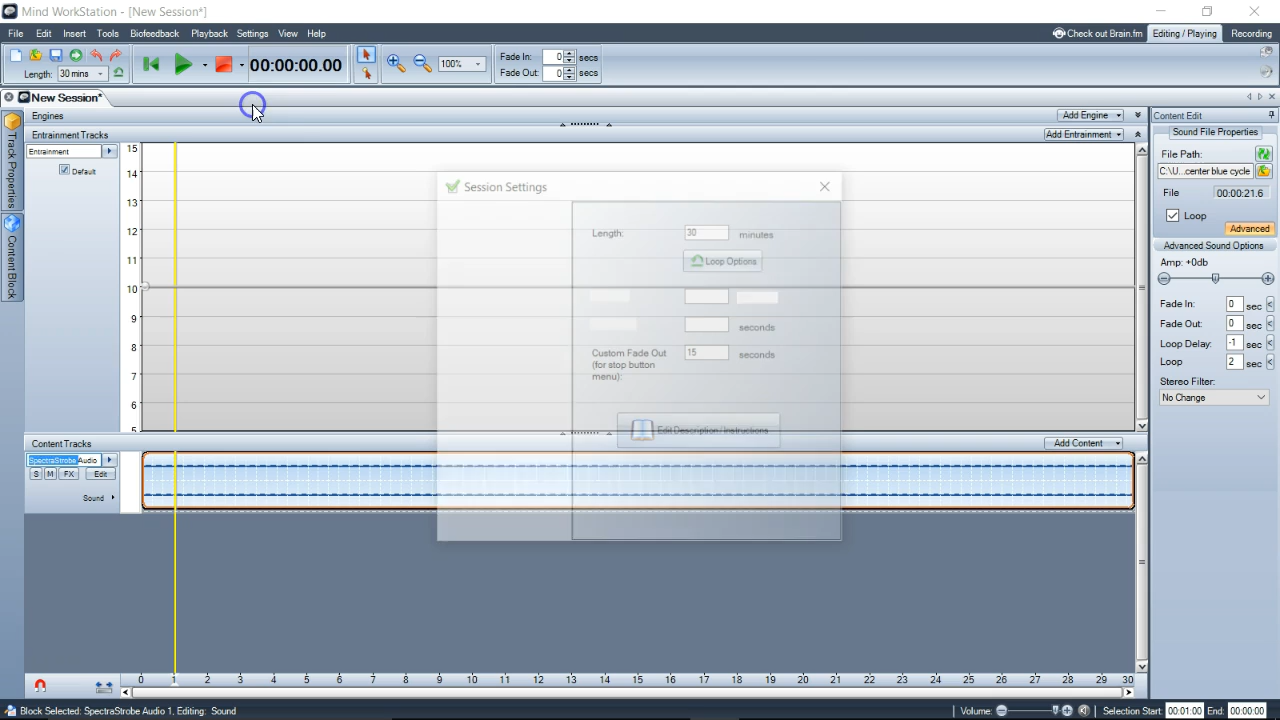 Mind WorkStation - [New Session*]
File Edit Insert Tools Biofeedback Playback Settings View Help
Check out Brain.fm Editing / Playing Recording
Length: 30 mins
00:00:00.00
100%
Fade In: 0 secs
Fade Out: 0 secs
New Session*
Engines
Add Engine
Entrainment Tracks
Add Entrainment
Entrainment
Default
15
14
13
12
11
10
9
8
7
6
5
Session Settings
Length: 30 minutes
Loop Options
seconds
Custom Fade Out (for stop button menu): 15 seconds
Edit Description / Instructions
Content Tracks
Add Content
SpectraStrobe Audio
S M FX Edit
Sound
0 1 2 3 4 5 6 7 8 9 10 11 12 13 14 15 16 17 18 19 20 21 22 23 24 25 26 27 28 29 30
Content Edit
Sound File Properties
File Path:
C:\U...center blue cycle
File 00:00:21.6
Loop
Advanced
Advanced Sound Options
Amp: +0db
Fade In: 0 sec <
Fade Out: 0 sec <
Loop Delay: -1 sec <
Loop 2 sec <
Stereo Filter:
No Change
Track Properties
Content Block
Block Selected: SpectraStrobe Audio 1, Editing: Sound
Volume:
Selection Start: 00:01:00 End: 00:00:00